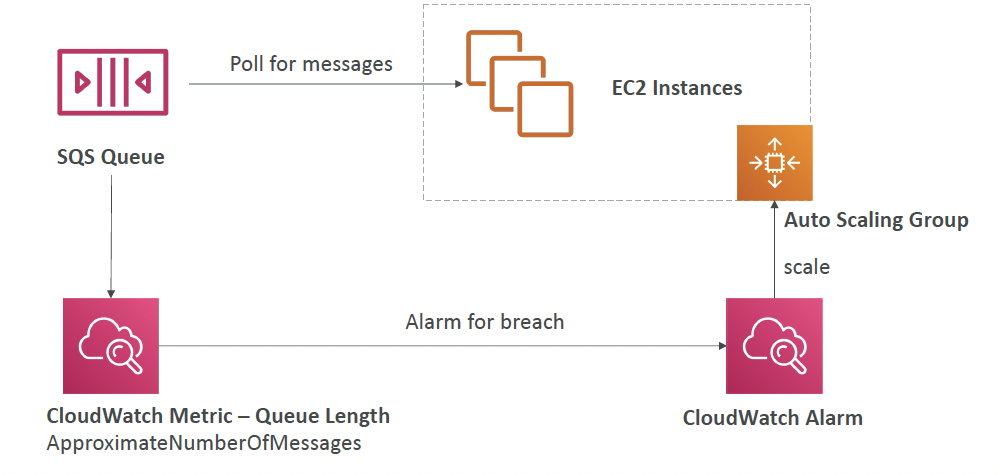 Poll for messages
EC2 Instances
SQS Queue
Auto Scaling Group
scale
Alarm for breach
CloudWatch Metric – Queue Length
ApproximateNumberOfMessages
CloudWatch Alarm